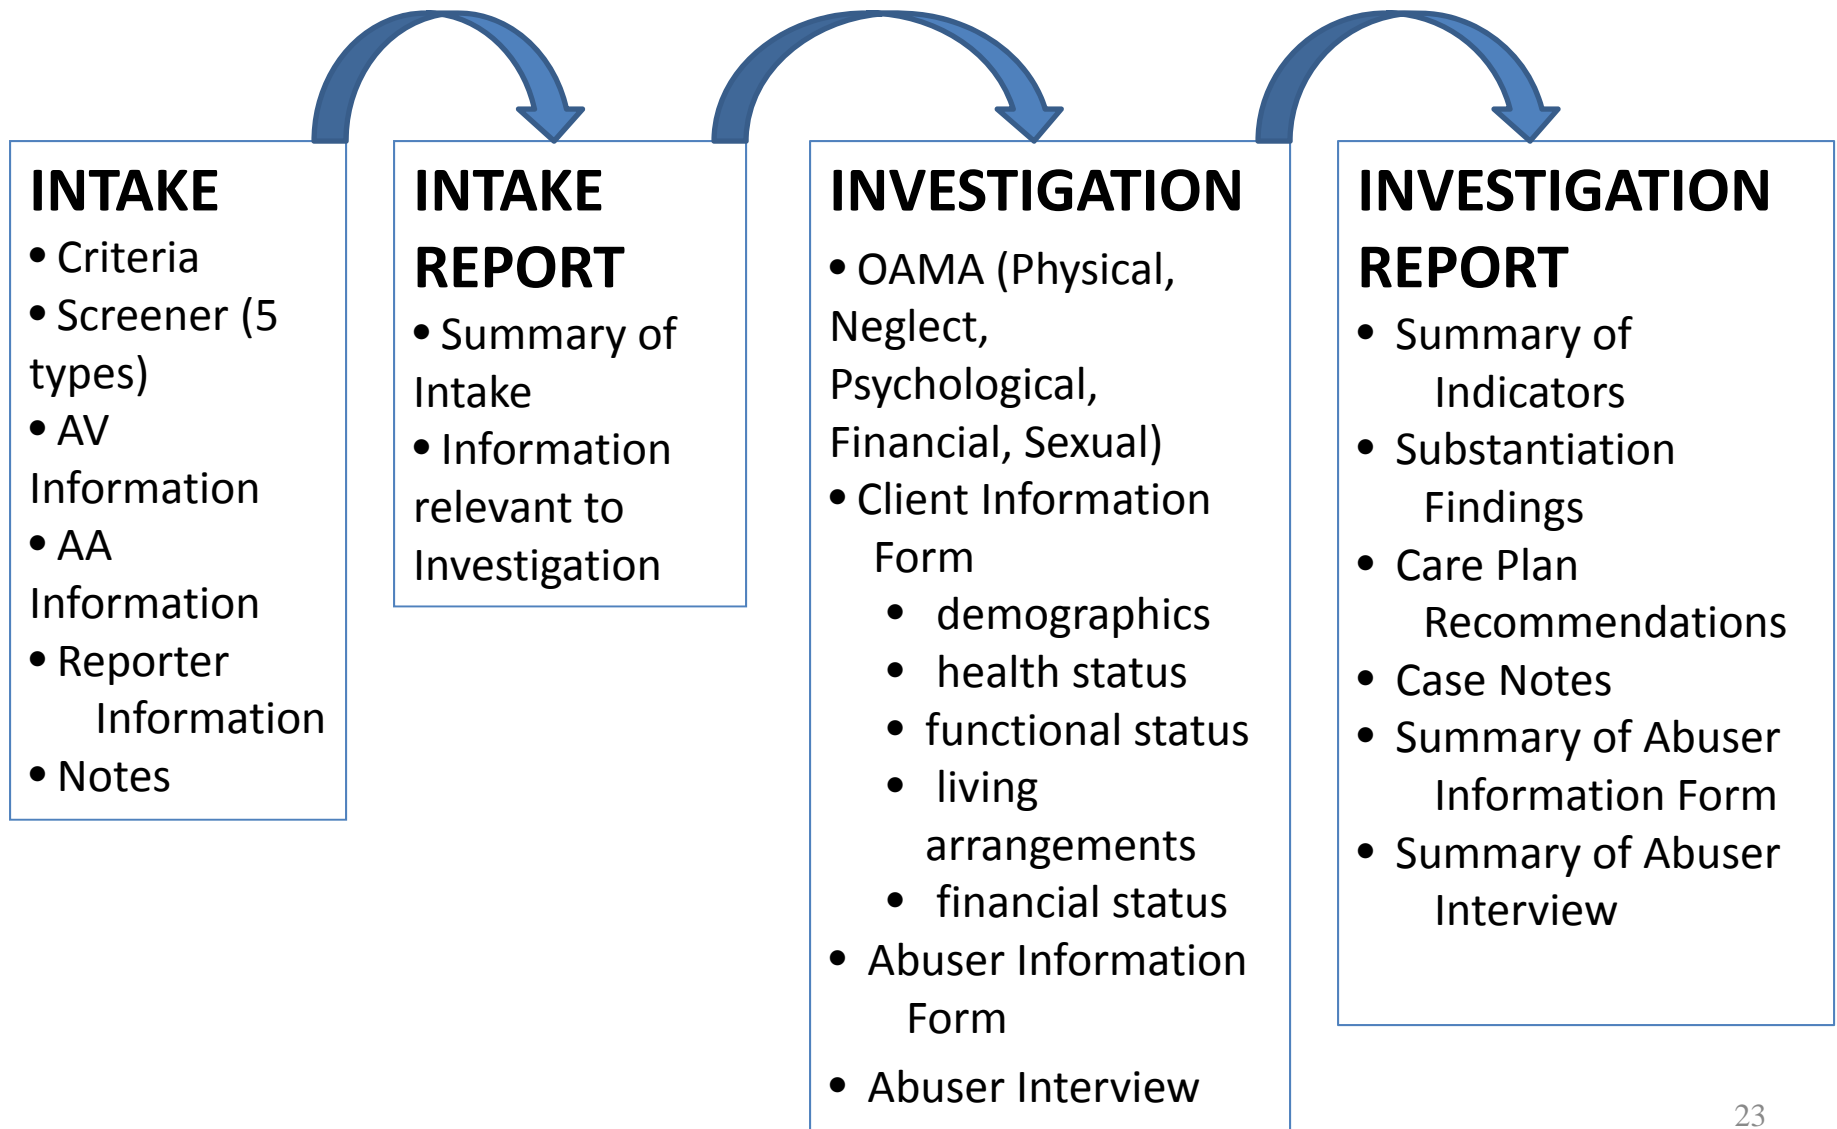 INTAKE
• Criteria
• Screener (5
types)
• AV
Information
• AA
Information
• Reporter
Information
• Notes
INTAKE
REPORT
• Summary of
Intake
• Information
relevant to
Investigation
INVESTIGATION
• OAMA (Physical,
Neglect,
Psychological,
Financial, Sexual)
• Client Information
Form
• demographics
• health status
• functional status
• living
arrangements
• financial status
• Abuser Information
Form
• Abuser Interview
INVESTIGATION
REPORT
• Summary of
Indicators
• Substantiation
Findings
• Care Plan
Recommendations
• Case Notes
• Summary of Abuser
Information Form
• Summary of Abuser
Interview
23